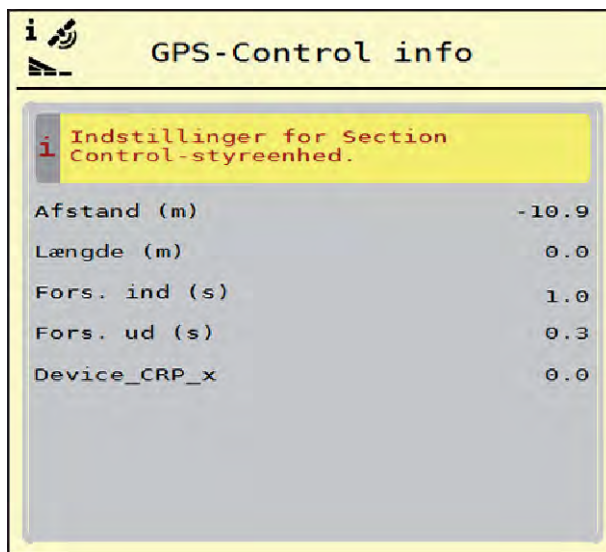 i
GPS-Control info
i Indstillinger for Section
Control-styreenhed.
Afstand (m) -10.9
Længde (m) 0.0
Fors. ind (s) 1.0
Fors. ud (s) 0.3
Device_CRP_x 0.0